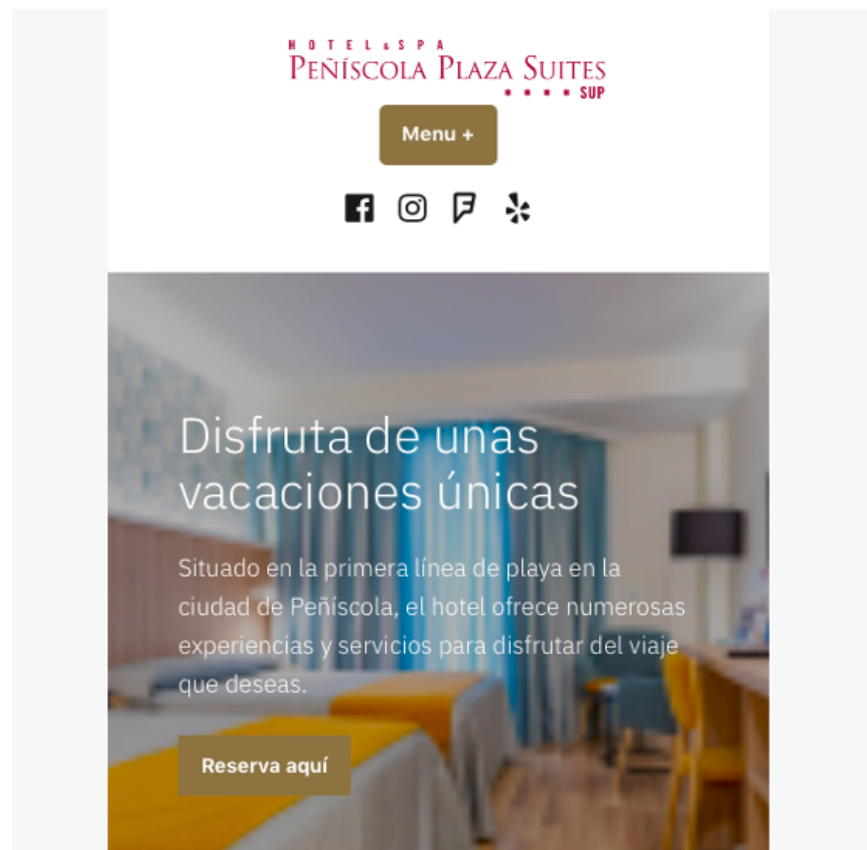 HOTEL & SPA
PEÑÍSCOLA PLAZA SUITES
**** SUP
Menu +
Disfruta de unas
vacaciones únicas
Situado en la primera línea de playa en la
ciudad de Peñíscola, el hotel ofrece numerosas
experiencias y servicios para disfrutar del viaje
que deseas.
Reserva aquí